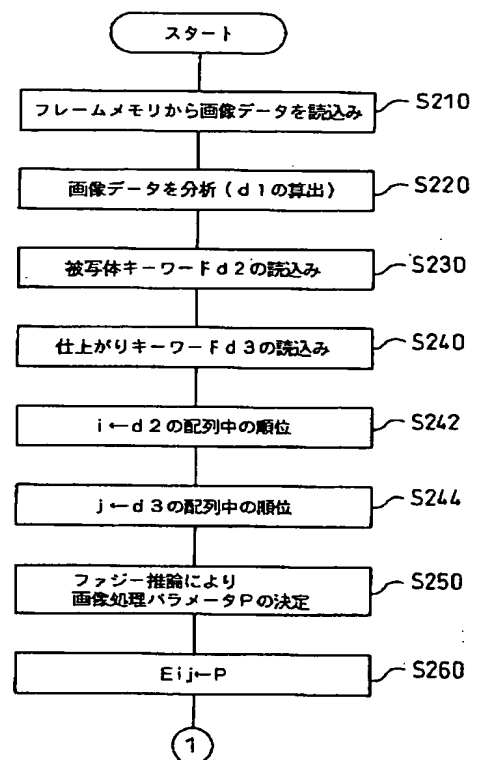 スタート
フレームメモリから画像データを読込み
S210
画像データを分析（d1の算出）
S220
被写体キーワードd2の読込み
S230
仕上がりキーワードd3の読込み
S240
i←d2の配列中の順位
S242
j←d3の配列中の順位
S244
ファジー推論により
画像処理パラメータPの決定
S250
Eij←P
S260
1